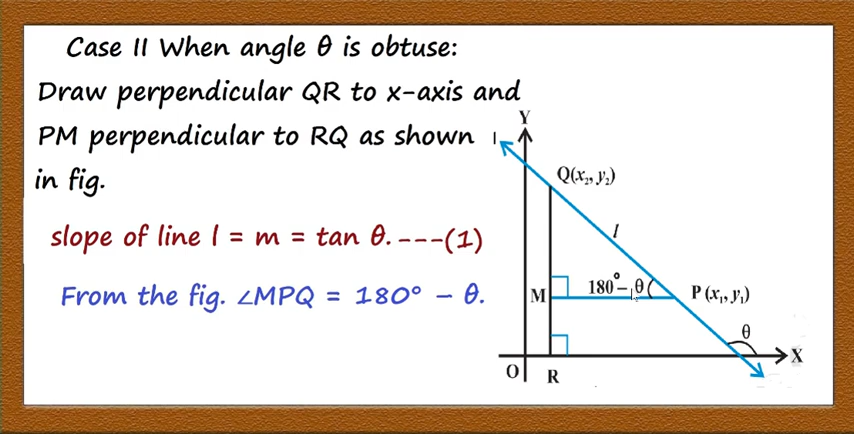 Case II When angle θ is obtuse:
Draw perpendicular QR to x-axis and
PM perpendicular to RQ as shown
in fig.
slope of line l = m = tan θ.---(1)
From the fig. ∠MPQ = 180° - θ.
Y
l
Q(x₂, y₂)
l
M
180°-θ
P (x₁, y₁)
θ
X
O
R